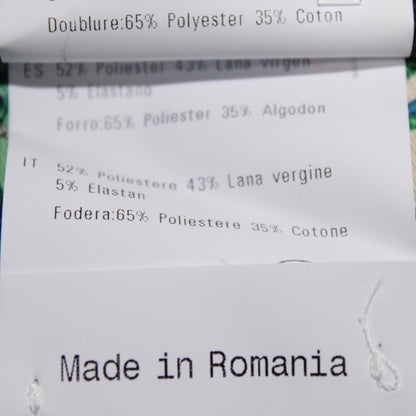 Doublure:65% Polyester 35% Coton
ES 52% Poliester 43% Lana virgen
5% Elastano
Forro:65% Poliester 35% Algodon
IT 52% Poliestere 43% Lana vergine
5% Elastan
Fodera:65% Poliestere 35% Cotone
Made in Romania